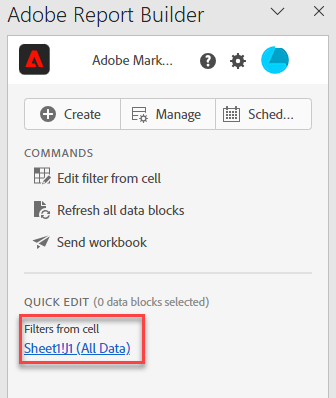 Adobe Report Builder
Adobe Mark...
Create
Manage
Sched...
COMMANDS
Edit filter from cell
Refresh all data blocks
Send workbook
QUICK EDIT (0 data blocks selected)
Filters from cell
Sheet1!J1 (All Data)